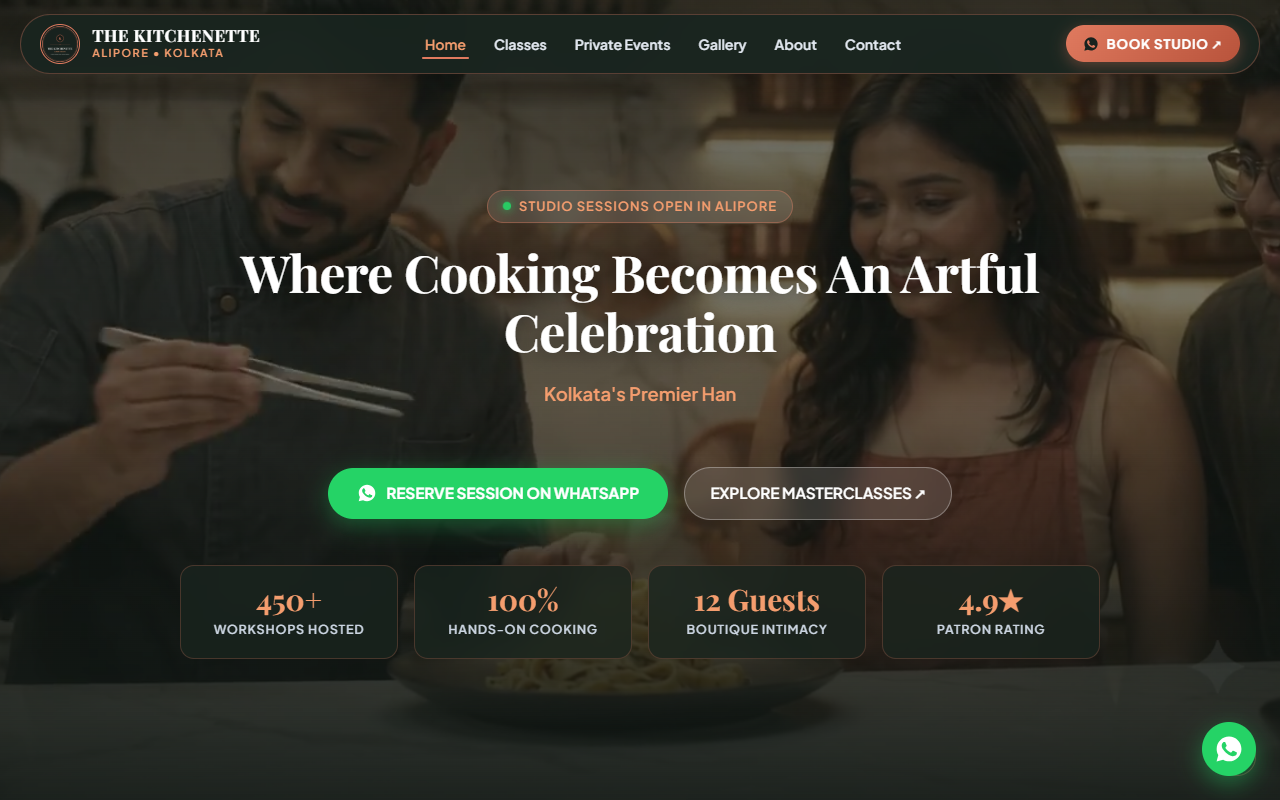 THE KITCHENETTE
ALIPORE • KOLKATA
Home
Classes
Private Events
Gallery
About
Contact
BOOK STUDIO ↗
STUDIO SESSIONS OPEN IN ALIPORE
Where Cooking Becomes An Artful
Celebration
Kolkata's Premier Han
RESERVE SESSION ON WHATSAPP
EXPLORE MASTERCLASSES ↗
450+
WORKSHOPS HOSTED
100%
HANDS-ON COOKING
12 Guests
BOUTIQUE INTIMACY
4.9★
PATRON RATING